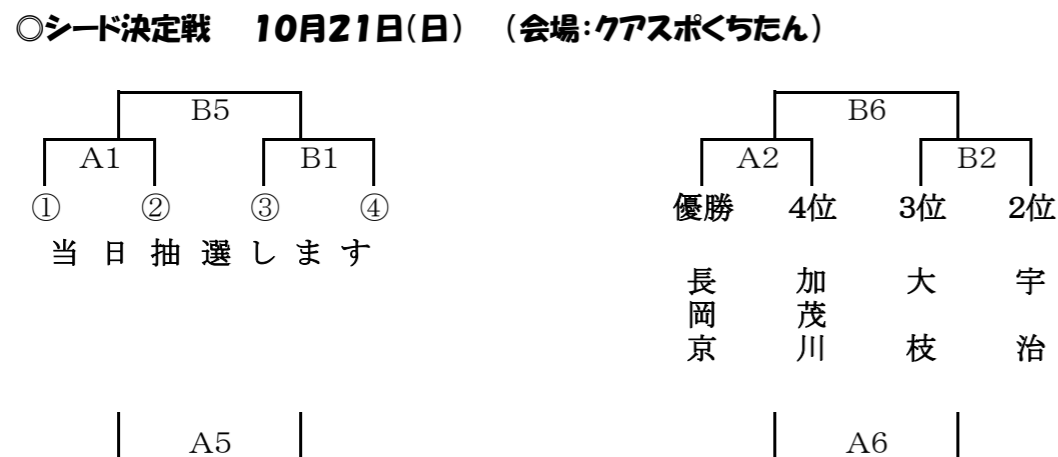 ○シード決定戦 10月21日(日) (会場:クアスポくちたん)
B5
B6
A1 B1
A2 B2
① ② ③ ④
優勝 4位 3位 2位
当日抽選します
長岡京
加茂川
大枝
宇治
A5
A6